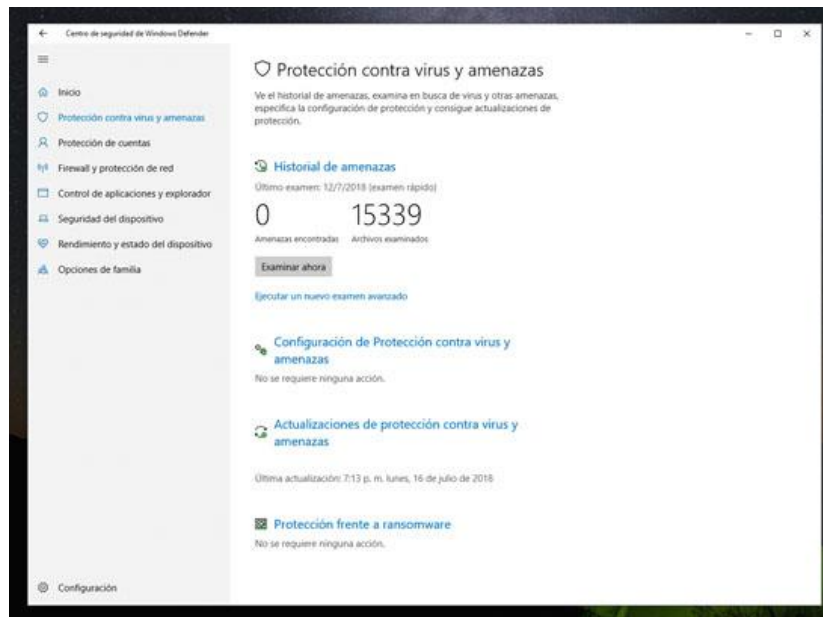 Centro de seguridad de Windows Defender
Inicio
Protección contra virus y amenazas
Protección de cuentas
Firewall y protección de red
Control de aplicaciones y explorador
Seguridad del dispositivo
Rendimiento y estado del dispositivo
Opciones de familia
Configuración
Protección contra virus y amenazas
Ve el historial de amenazas, examina en busca de virus y otras amenazas,
especifica la configuración de protección y consigue actualizaciones de
protección.
Historial de amenazas
Último examen: 12/7/2018 (examen rápido)
0 15339
Amenazas encontradas Archivos examinados
Examinar ahora
Ejecutar un nuevo examen avanzado
Configuración de Protección contra virus y
amenazas
No se requiere ninguna acción.
Actualizaciones de protección contra virus y
amenazas
Última actualización: 7:13 p. m. lunes, 16 de julio de 2018
Protección frente a ransomware
No se requiere ninguna acción.